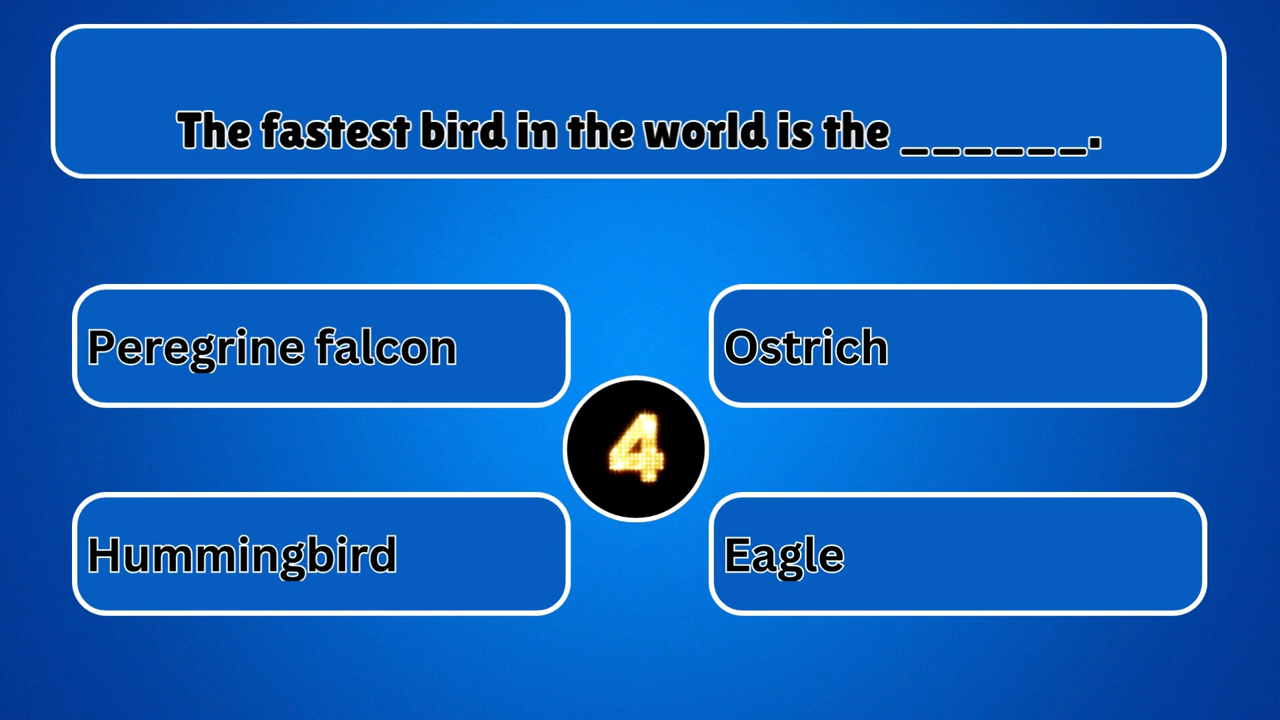 The fastest bird in the world is the ______.
Peregrine falcon
Ostrich
4
Hummingbird
Eagle